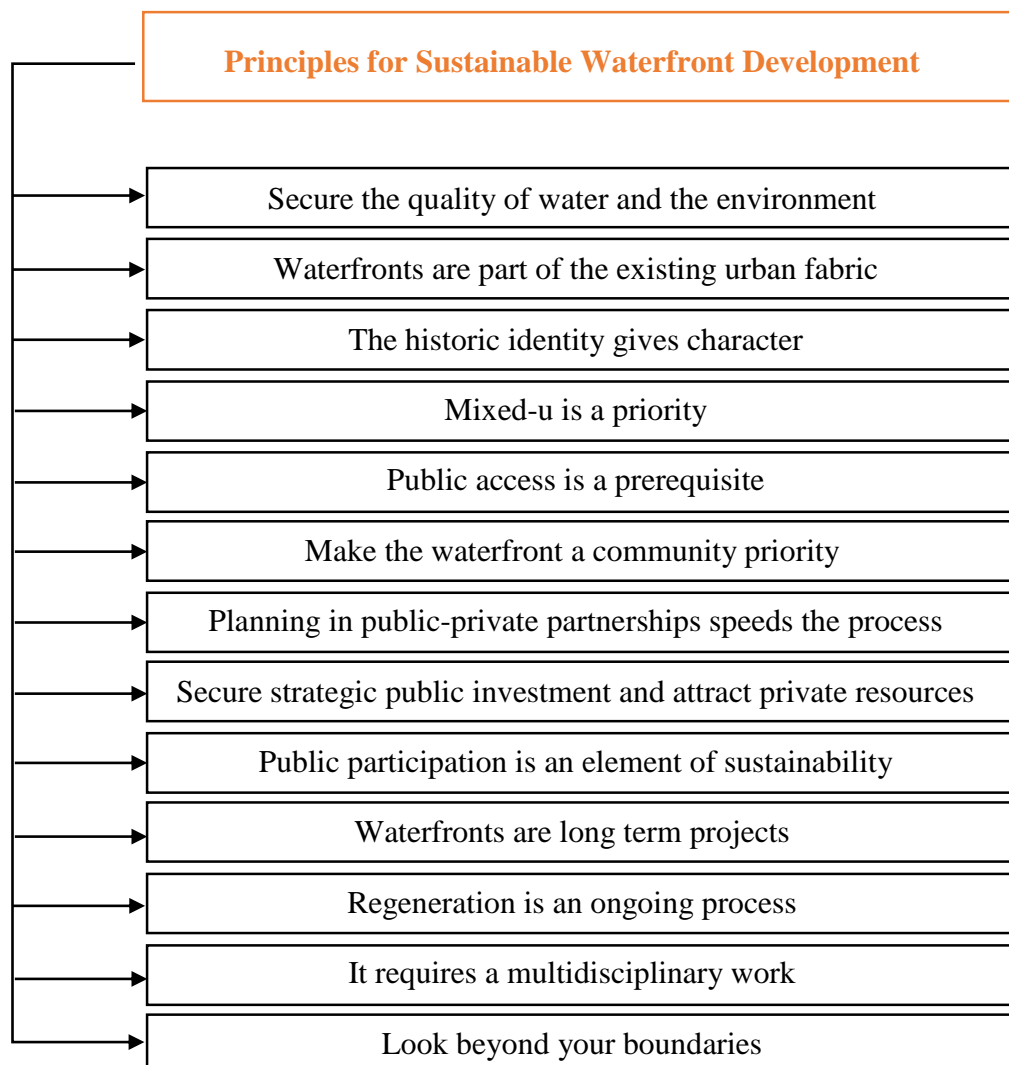 Principles for Sustainable Waterfront Development
Secure the quality of water and the environment
Waterfronts are part of the existing urban fabric
The historic identity gives character
Mixed-u is a priority
Public access is a prerequisite
Make the waterfront a community priority
Planning in public-private partnerships speeds the process
Secure strategic public investment and attract private resources
Public participation is an element of sustainability
Waterfronts are long term projects
Regeneration is an ongoing process
It requires a multidisciplinary work
Look beyond your boundaries